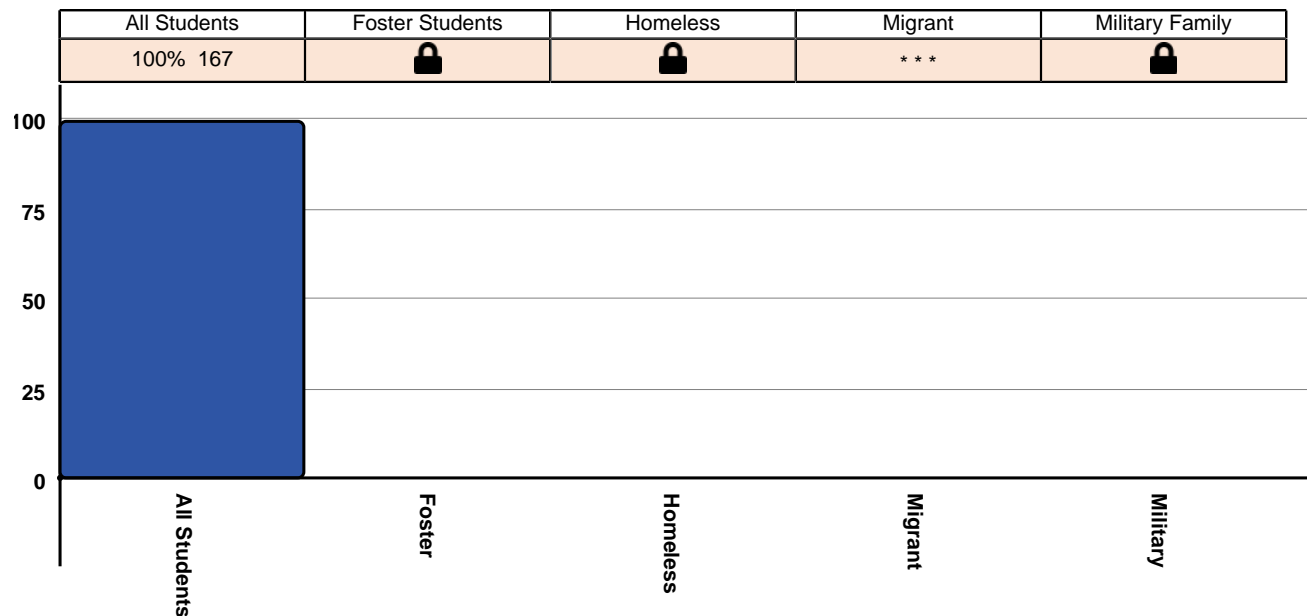 All Students Foster Students Homeless Migrant Military Family
100% 167 * * *
100
75
50
25
0
All Students Foster Homeless Migrant Military